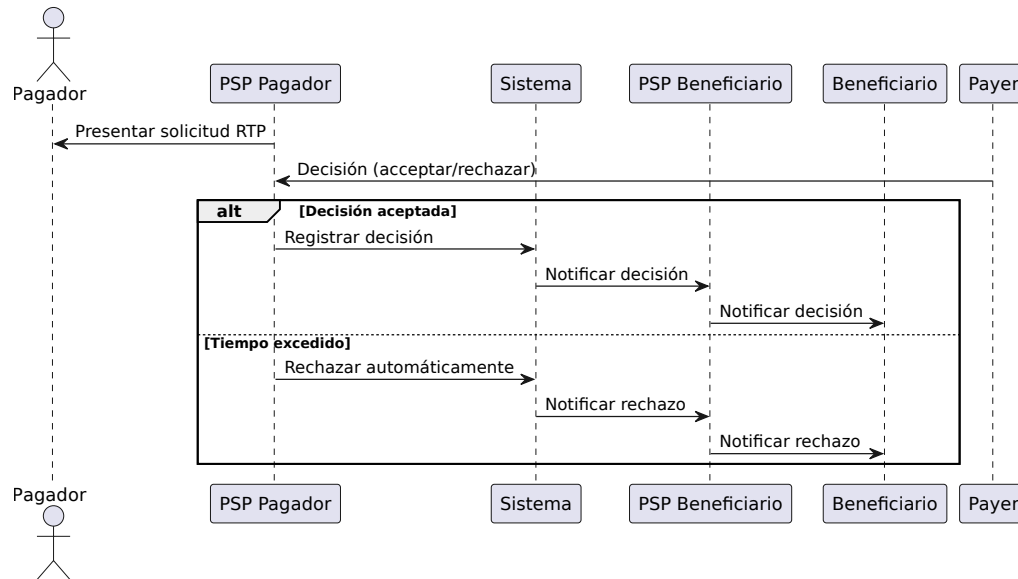 Pagador
PSP Pagador
Sistema
PSP Beneficiario
Beneficiario
Payer
Presentar solicitud RTP
Decisión (acceptar/rechazar)
alt
[Decisión aceptada]
Registrar decisión
Notificar decisión
Notificar decisión
[Tiempo excedido]
Rechazar automáticamente
Notificar rechazo
Notificar rechazo
Pagador
PSP Pagador
Sistema
PSP Beneficiario
Beneficiario
Payer